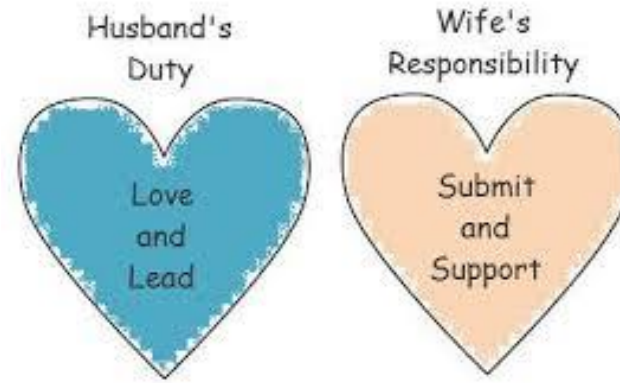 Husband's
Duty
Love
and
Lead
Wife's
Responsibility
Submit
and
Support